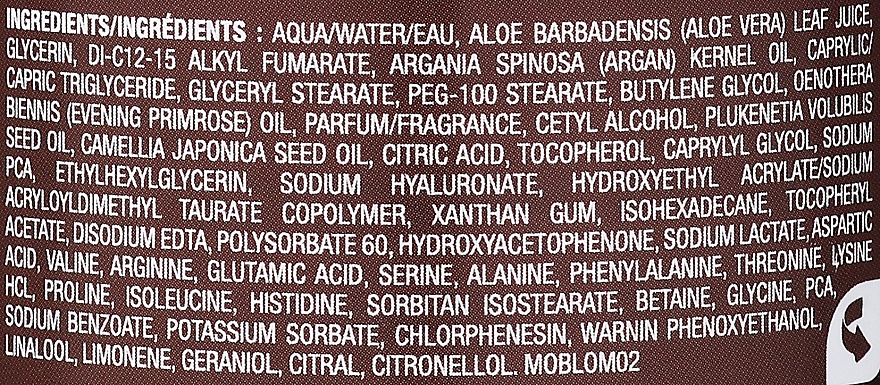 INGREDIENTS/INGRÉDIENTS : AQUA/WATER/EAU, ALOE BARBADENSIS (ALOE VERA) LEAF JUICE,
GLYCERIN, DI-C12-15 ALKYL FUMARATE, ARGANIA SPINOSA (ARGAN) KERNEL OIL, CAPRYLIC/
CAPRIC TRIGLYCERIDE, GLYCERYL STEARATE, PEG-100 STEARATE, BUTYLENE GLYCOL, OENOTHERA
BIENNIS (EVENING PRIMROSE) OIL, PARFUM/FRAGRANCE, CETYL ALCOHOL, PLUKENETIA VOLUBILIS
SEED OIL, CAMELLIA JAPONICA SEED OIL, CITRIC ACID, TOCOPHEROL, CAPRYLYL GLYCOL, SODIUM
PCA, ETHYLHEXYLGLYCERIN, SODIUM HYALURONATE, HYDROXYETHYL ACRYLATE/SODIUM
ACRYLOYLDIMETHYL TAURATE COPOLYMER, XANTHAN GUM, ISOHEXADECANE, TOCOPHERYL
ACETATE, DISODIUM EDTA, POLYSORBATE 60, HYDROXYACETOPHENONE, SODIUM LACTATE, ASPARTIC
ACID, VALINE, ARGININE, GLUTAMIC ACID, SERINE, ALANINE, PHENYLALANINE, THREONINE, LYSINE
HCL, PROLINE, ISOLEUCINE, HISTIDINE, SORBITAN ISOSTEARATE, BETAINE, GLYCINE, PCA,
SODIUM BENZOATE, POTASSIUM SORBATE, CHLORPHENESIN, WARNIN PHENOXYETHANOL,
LINALOOL, LIMONENE, GERANIOL, CITRAL, CITRONELLOL. MOBLOM02